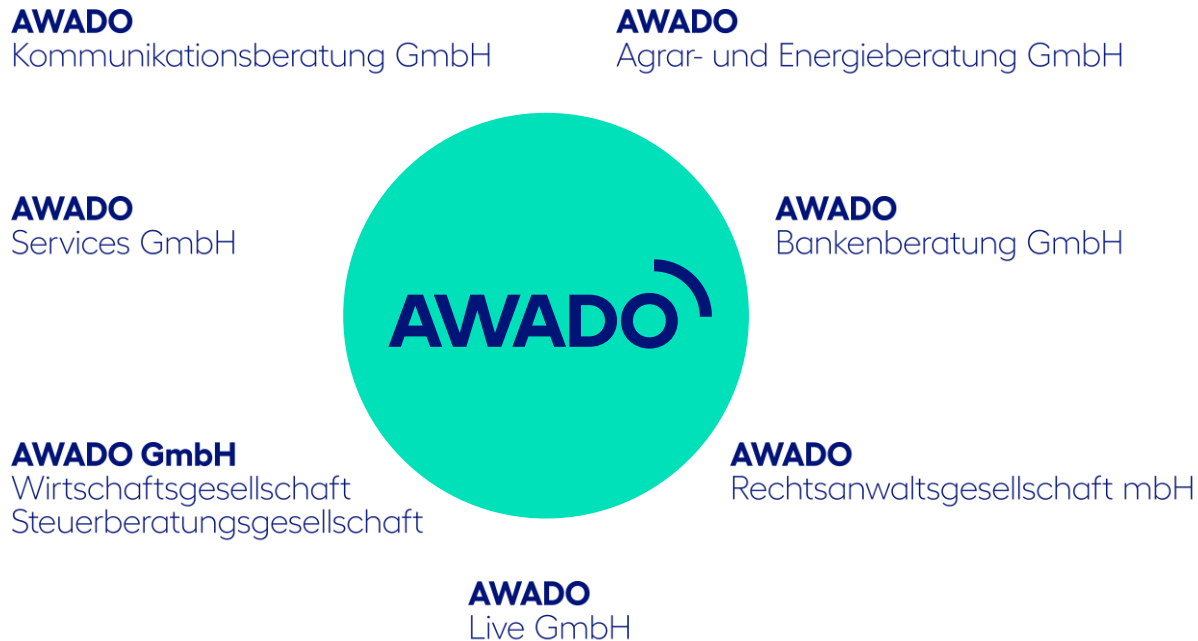 AWADO
Kommunikationsberatung GmbH
AWADO
Agrar- und Energieberatung GmbH
AWADO
Services GmbH
AWADO
Bankenberatung GmbH
AWADO
AWADO GmbH
Wirtschaftsgesellschaft
Steuerberatungsgesellschaft
AWADO
Rechtsanwaltsgesellschaft mbH
AWADO
Live GmbH